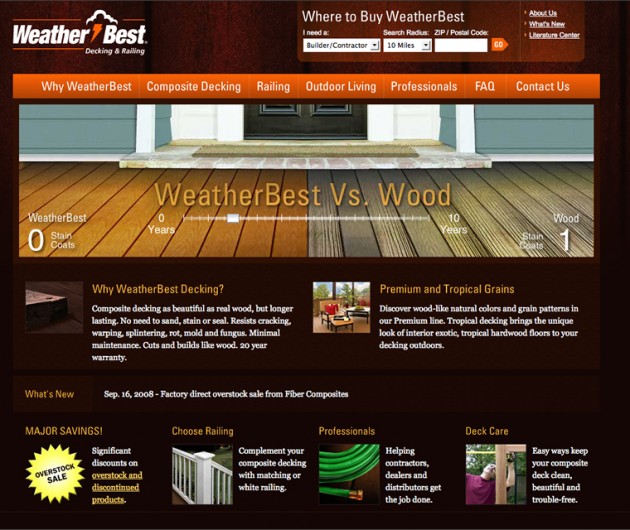 WeatherBest
Decking & Railing
Where to Buy WeatherBest
I need a: Search Radius: ZIP / Postal Code:
Builder/Contractor 10 Miles GO
About Us
What's New
Literature Center
Why WeatherBest Composite Decking Railing Outdoor Living Professionals FAQ Contact Us
WeatherBest Vs. Wood
WeatherBest
0 Stain
Coats
0
Years
10
Years
Wood
Stain
Coats 1
Why WeatherBest Decking?
Composite decking as beautiful as real wood, but longer
lasting. No need to sand, stain or seal. Resists cracking,
warping, splintering, rot, mold and fungus. Minimal
maintenance. Cuts and builds like wood. 20 year
warranty.
Premium and Tropical Grains
Discover wood-like natural colors and grain patterns in
our Premium line. Tropical decking brings the unique
look of interior exotic, tropical hardwood floors to your
decking outdoors.
What's New
Sep. 16, 2008 - Factory direct overstock sale from Fiber Composites
MAJOR SAVINGS!
OVERSTOCK
SALE
Significant
discounts on
overstock and
discontinued
products.
Choose Railing
Complement your
composite decking
with matching or
white railing.
Professionals
Helping
contractors,
dealers and
distributors get
the job done.
Deck Care
Easy ways keep
your composite
deck clean,
beautiful and
trouble-free.